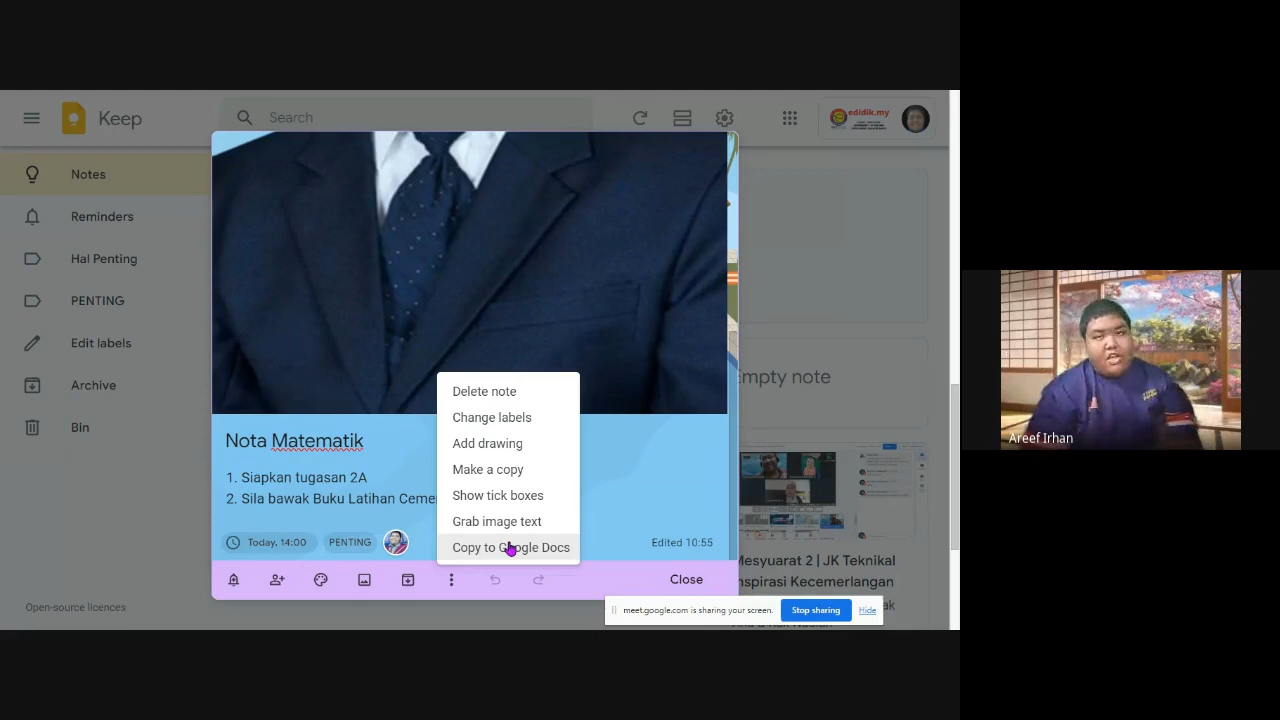 Keep
Search
edidik.my
Notes
Reminders
Hal Penting
PENTING
Edit labels
Archive
Bin
Open-source licences
Nota Matematik
1. Siapkan tugasan 2A
2. Sila bawak Buku Latihan Ceme
Today, 14:00
PENTING
Edited 10:55
Delete note
Change labels
Add drawing
Make a copy
Show tick boxes
Grab image text
Copy to Google Docs
Close
Empty note
Mesyuarat 2 | JK Teknikal
Inspirasi Kecemerlangan
meet.google.com is sharing your screen.
Stop sharing
Hide
Areef Irhan